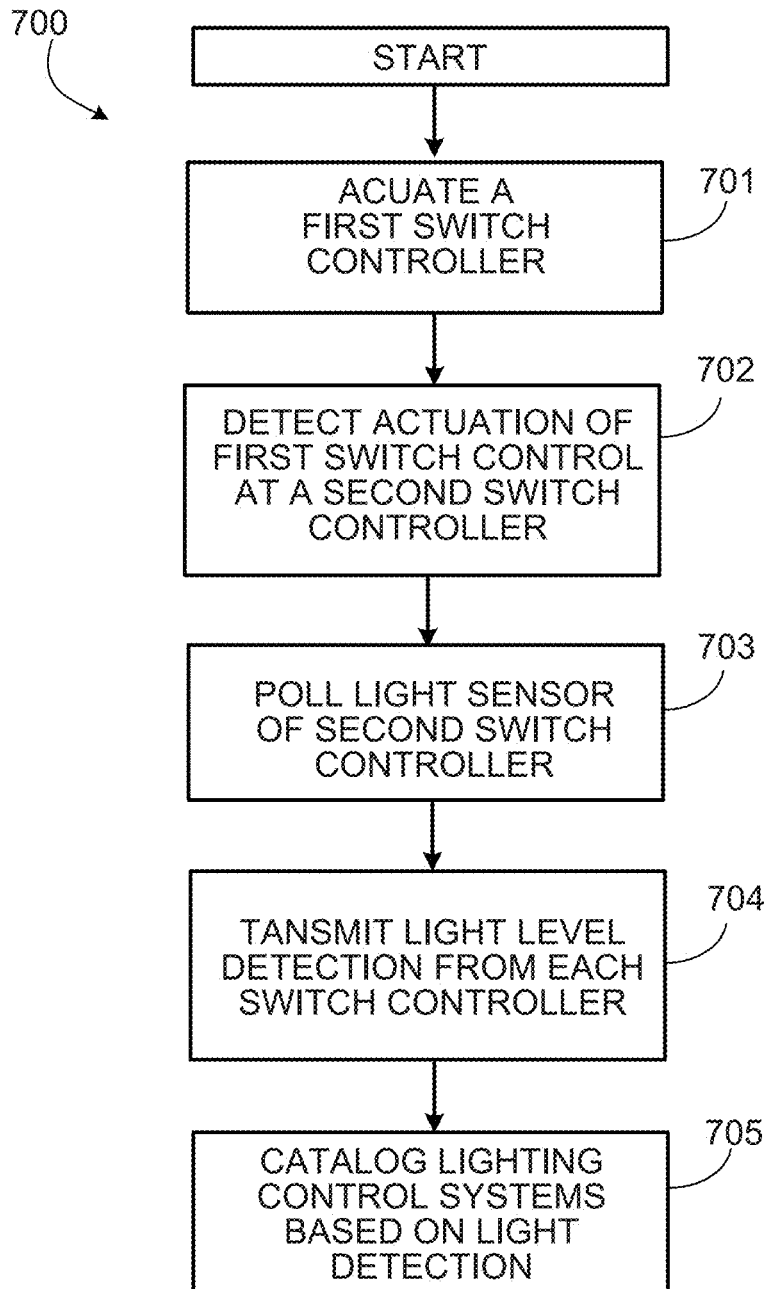 700
START
ACUATE A
FIRST SWITCH
CONTROLLER
701
DETECT ACTUATION OF
FIRST SWITCH CONTROL
AT A SECOND SWITCH
CONTROLLER
702
POLL LIGHT SENSOR
OF SECOND SWITCH
CONTROLLER
703
TANSMIT LIGHT LEVEL
DETECTION FROM EACH
SWITCH CONTROLLER
704
CATALOG LIGHTING
CONTROL SYSTEMS
BASED ON LIGHT
DETECTION
705